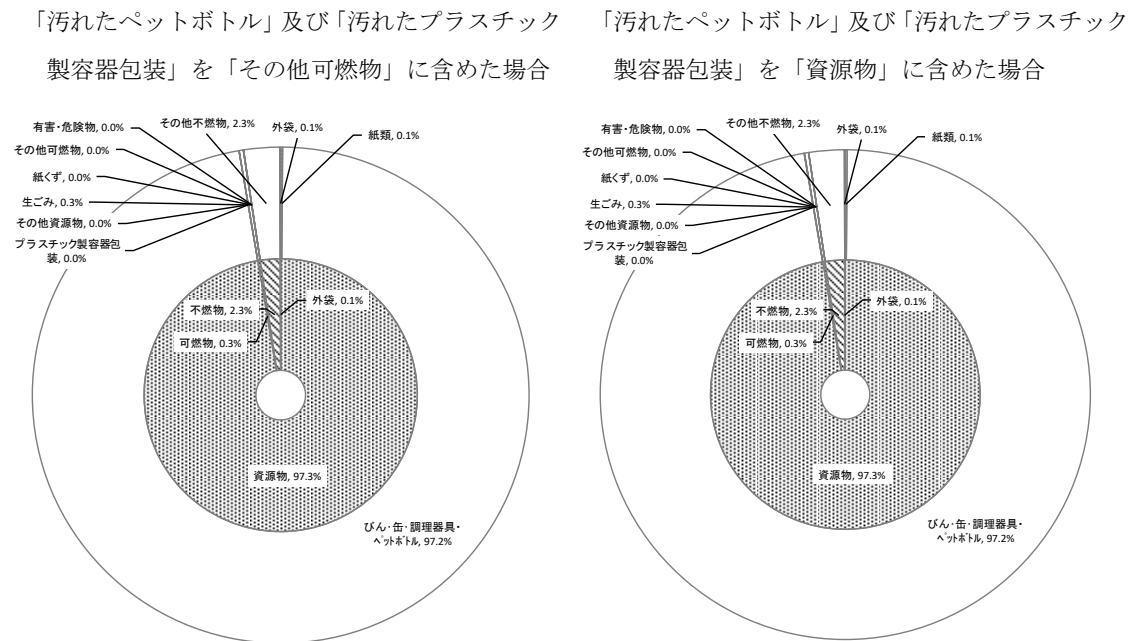 「汚れたペットボトル」及び「汚れたプラスチック
製容器包装」を「その他可燃物」に含めた場合
有害・危険物, 0.0%
その他不燃物, 2.3%
外袋, 0.1%
紙類, 0.1%
その他可燃物, 0.0%
紙くず, 0.0%
生ごみ, 0.3%
その他資源物, 0.0%
プラスチック製容器包
装, 0.0%
不燃物, 2.3%
外袋, 0.1%
可燃物, 0.3%
資源物, 97.3%
びん・缶・調理器具・
ペットボトル, 97.2%
「汚れたペットボトル」及び「汚れたプラスチック
製容器包装」を「資源物」に含めた場合
有害・危険物, 0.0%
その他不燃物, 2.3%
外袋, 0.1%
紙類, 0.1%
その他可燃物, 0.0%
紙くず, 0.0%
生ごみ, 0.3%
その他資源物, 0.0%
プラスチック製容器包
装, 0.0%
不燃物, 2.3%
外袋, 0.1%
可燃物, 0.3%
資源物, 97.3%
びん・缶・調理器具・
ペットボトル, 97.2%